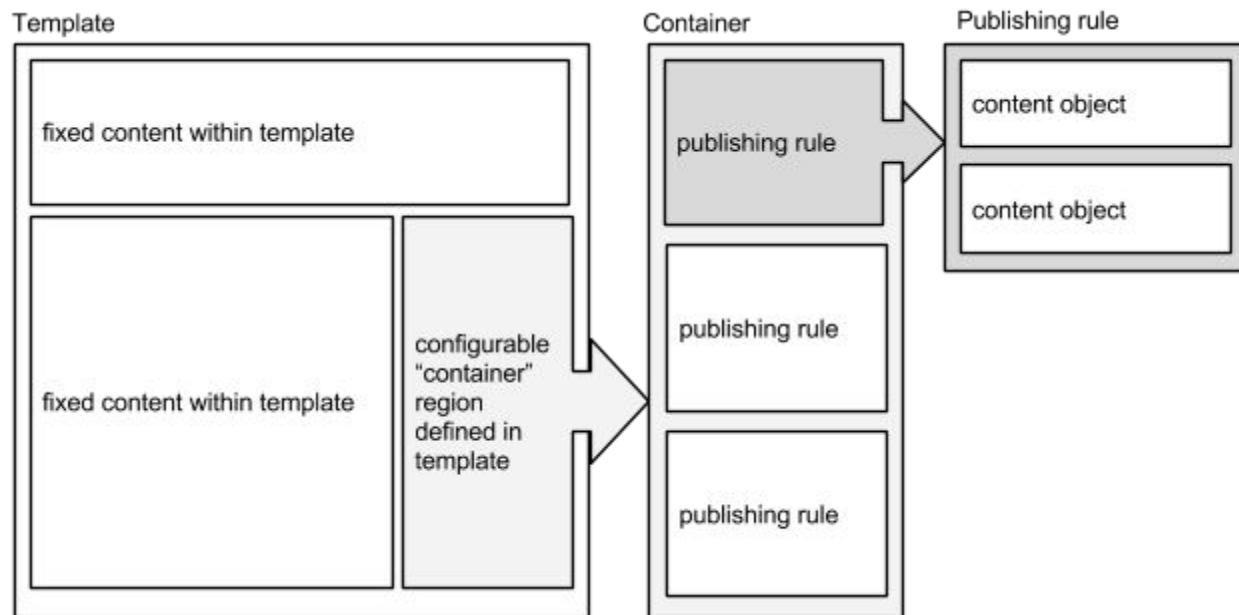 Template
fixed content within template
fixed content within template
configurable
“container”
region
defined in
template
Container
publishing rule
publishing rule
publishing rule
Publishing rule
content object
content object